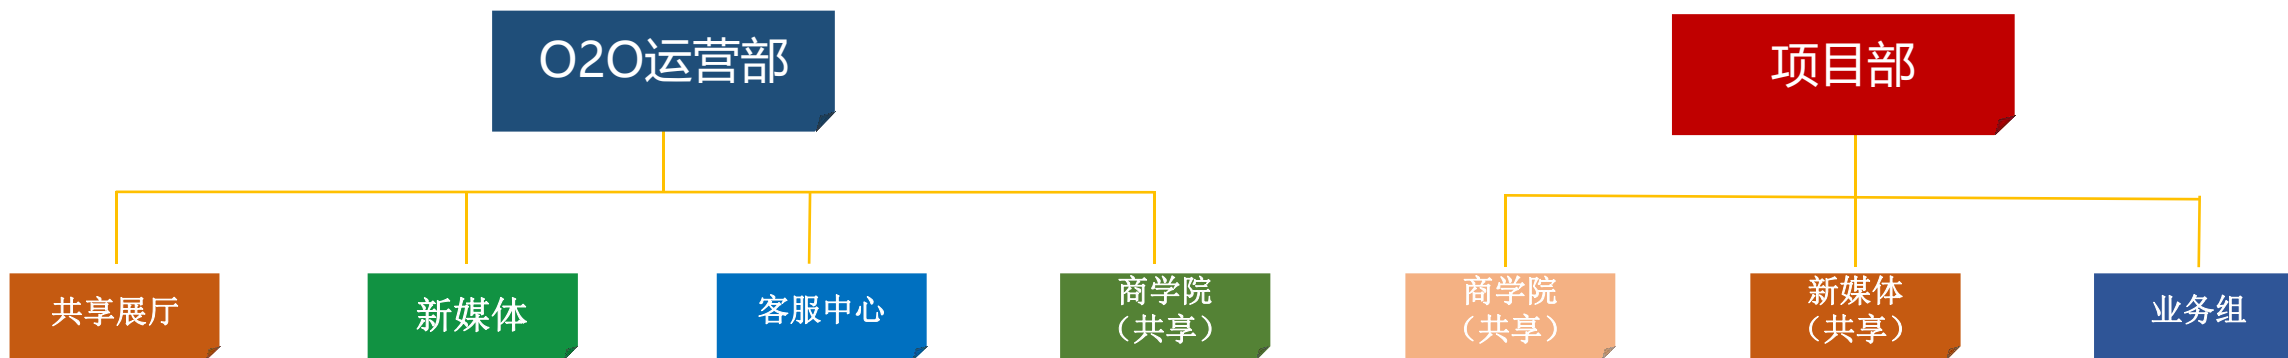 O2O运营部
项目部
共享展厅
新媒体
客服中心
商学院
（共享）
商学院
（共享）
新媒体
（共享）
业务组